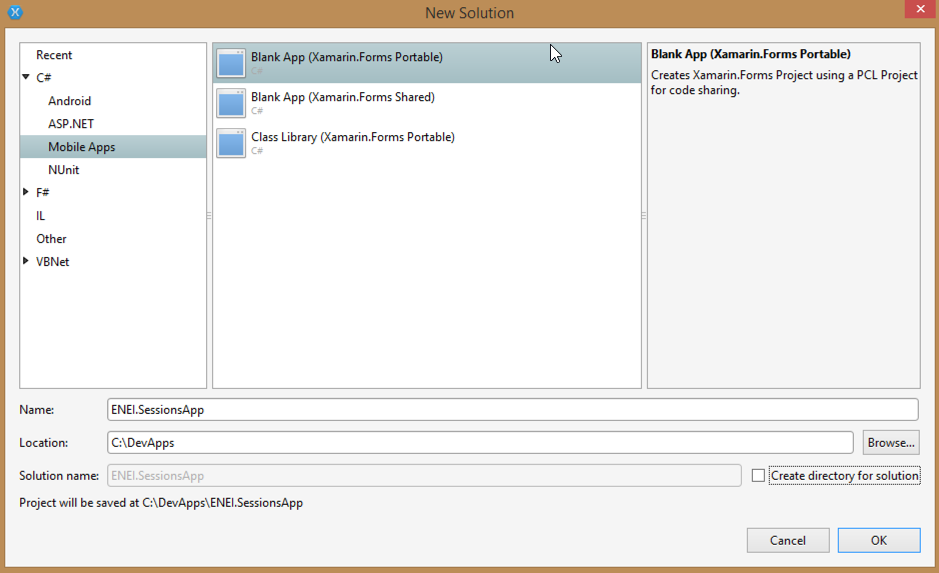 New Solution
Recent
C#
Android
ASP.NET
Mobile Apps
NUnit
F#
IL
Other
VBNet
Blank App (Xamarin.Forms Portable)
C#
Blank App (Xamarin.Forms Shared)
C#
Class Library (Xamarin.Forms Portable)
C#
Blank App (Xamarin.Forms Portable)
Creates Xamarin.Forms Project using a PCL Project
for code sharing.
Name: ENEI.SessionsApp
Location: C:\DevApps Browse...
Solution name: ENEI.SessionsApp Create directory for solution
Project will be saved at C:\DevApps\ENEI.SessionsApp
Cancel OK